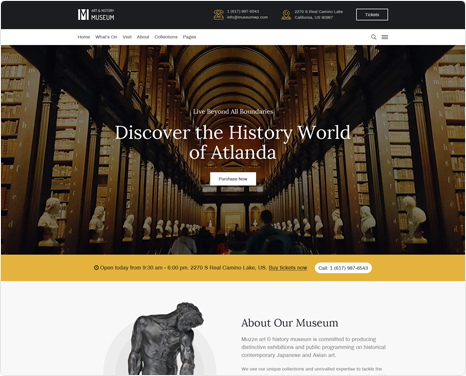 ART & HISTORY
MUSEUM
1 (617) 987-6543
info@museumwp.com
2270 S Real Camino Lake
California, US 90967
Tickets
Home What's On Visit About Collections Pages
Live Beyond All Boundaries
Discover the History World
of Atlanda
Purchase Now
Open today from 9:30 am - 6:00 pm. 2270 S Real Camino Lake, US. Buy tickets now
Call: 1 (617) 987-6543
About Our Museum
Muzze art & history museum is committed to producing
distinctive exhibitions and public programming on historical
contemporary Japanese and Asian art.
We use our unique collections and unrivalled expertise to tackle the